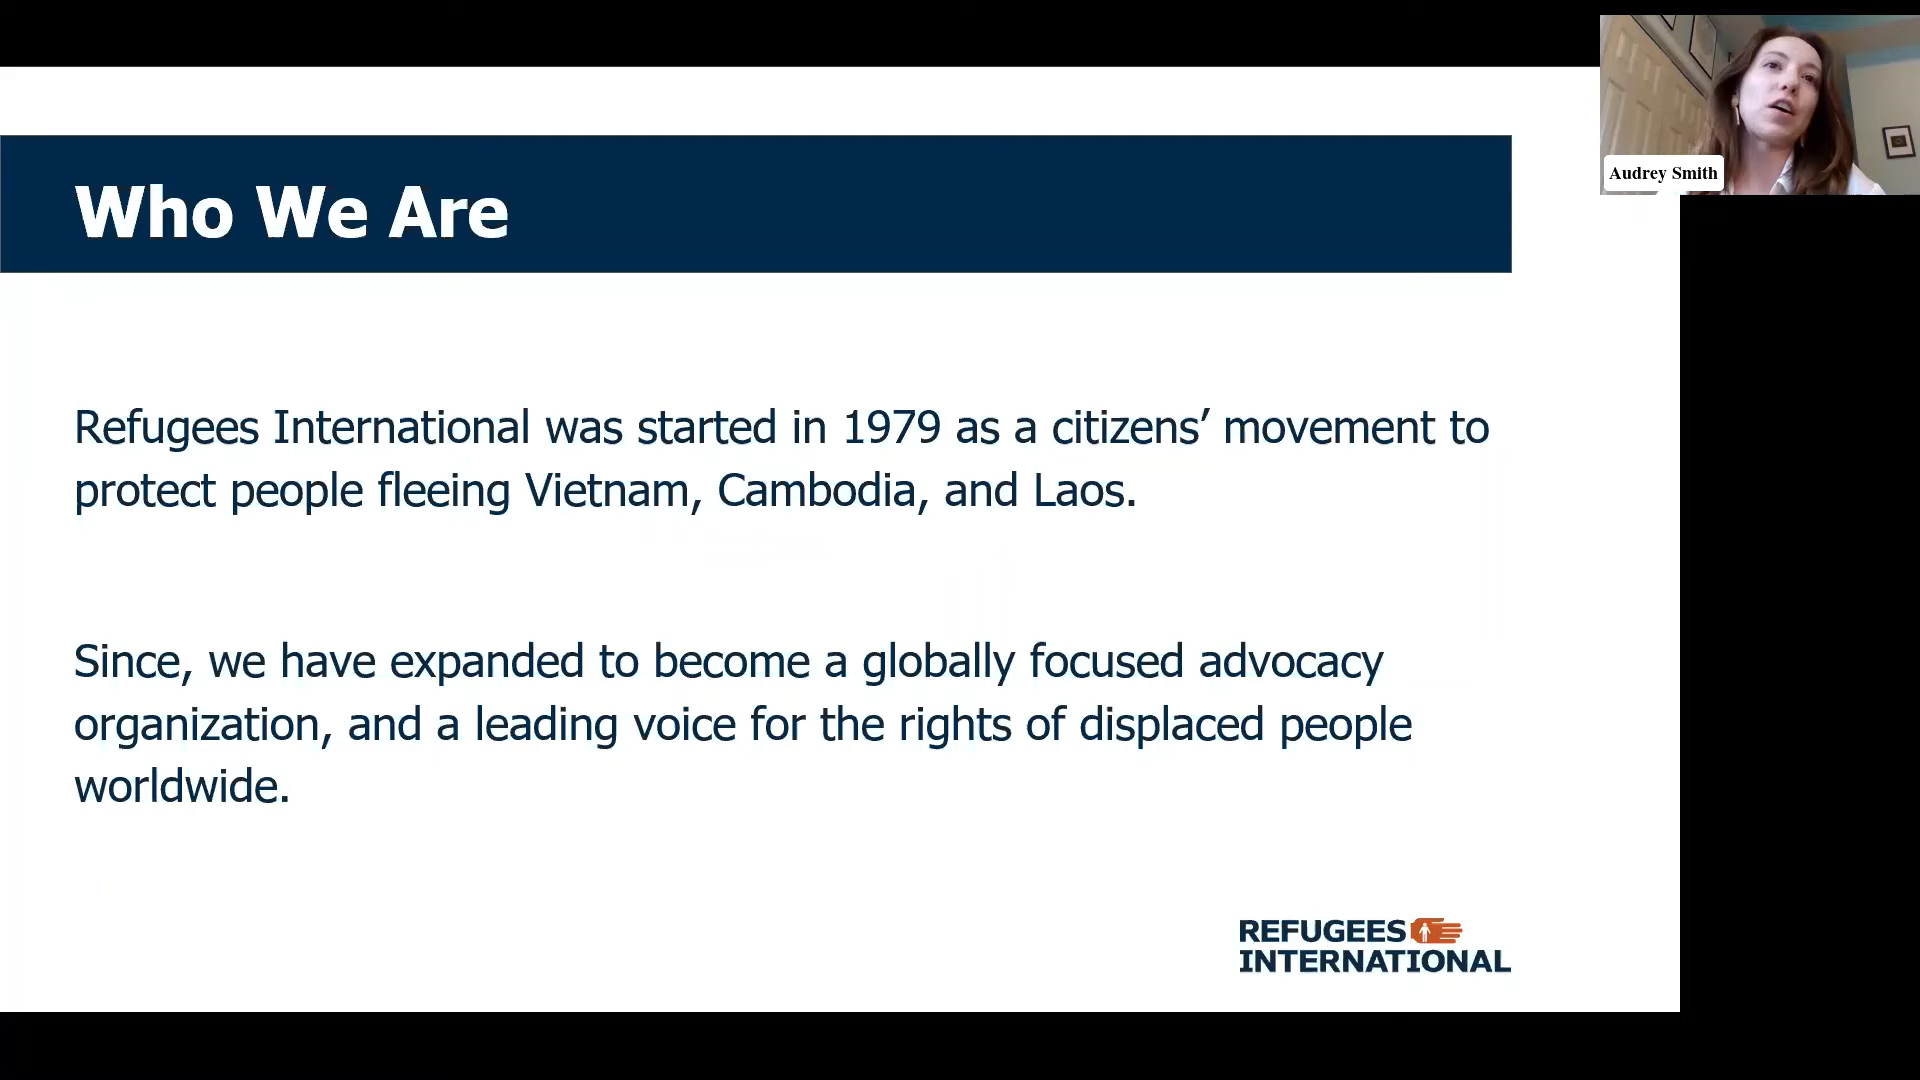 Audrey Smith
Who We Are
Refugees International was started in 1979 as a citizens’ movement to
protect people fleeing Vietnam, Cambodia, and Laos.
Since, we have expanded to become a globally focused advocacy
organization, and a leading voice for the rights of displaced people
worldwide.
REFUGEES
INTERNATIONAL